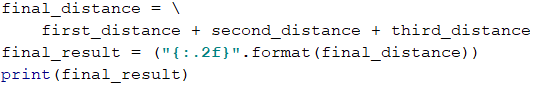 final_distance = \
    first_distance + second_distance + third_distance
final_result = ("{:.2f}".format(final_distance))
print(final_result)